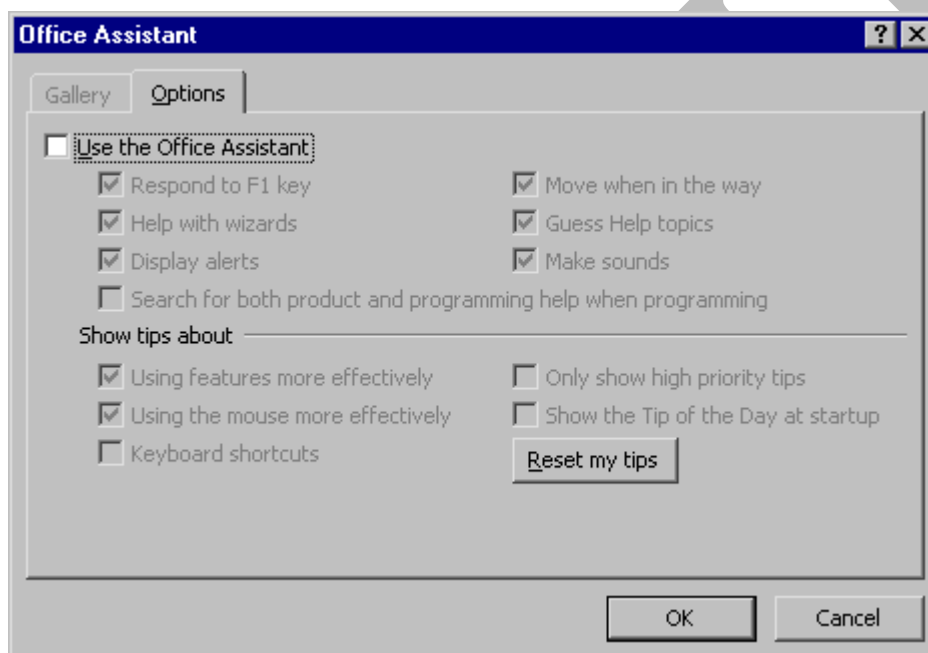 Office Assistant
Gallery Options
Use the Office Assistant
Respond to F1 key Move when in the way
Help with wizards Guess Help topics
Display alerts Make sounds
Search for both product and programming help when programming
Show tips about
Using features more effectively Only show high priority tips
Using the mouse more effectively Show the Tip of the Day at startup
Keyboard shortcuts Reset my tips
OK Cancel